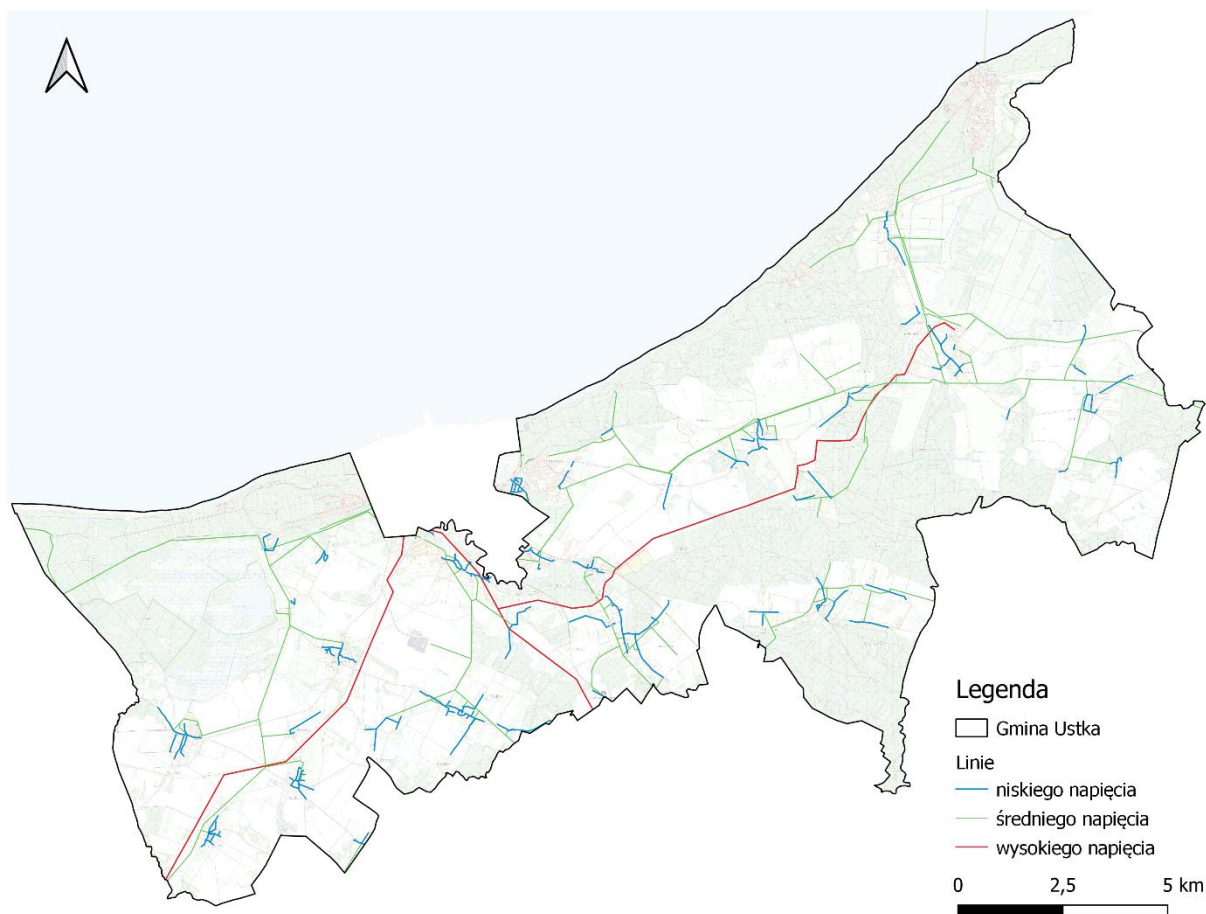 Legenda
Gmina Ustka
Linie
niskiego napięcia
średniego napięcia
wysokiego napięcia
0 2,5 5 km